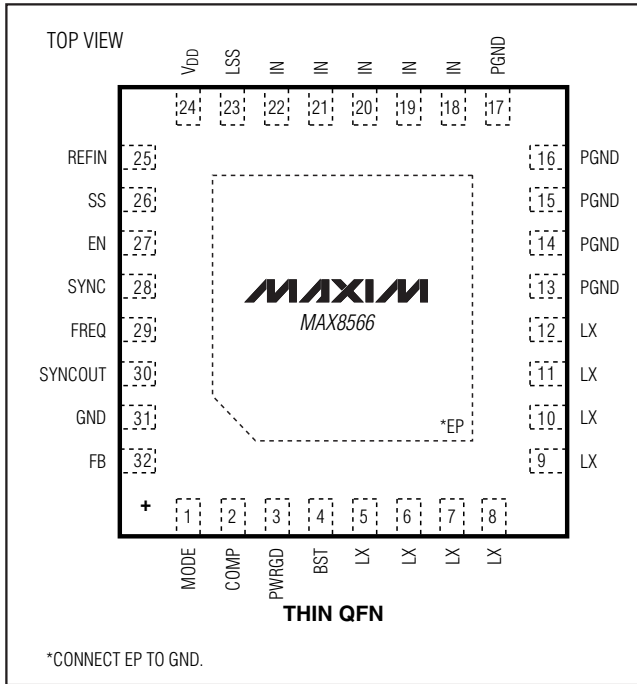 TOP VIEW
VDD
LSS
IN
IN
IN
IN
IN
PGND
24
23
22
21
20
19
18
17
REFIN 25
SS 26
EN 27
SYNC 28
FREQ 29
SYNCOUT 30
GND 31
FB 32
16 PGND
15 PGND
14 PGND
13 PGND
12 LX
11 LX
10 LX
9 LX
MAXIM
MAX8566
*EP
+
1
2
3
4
5
6
7
8
MODE
COMP
PWRGD
BST
LX
LX
LX
LX
THIN QFN
*CONNECT EP TO GND.